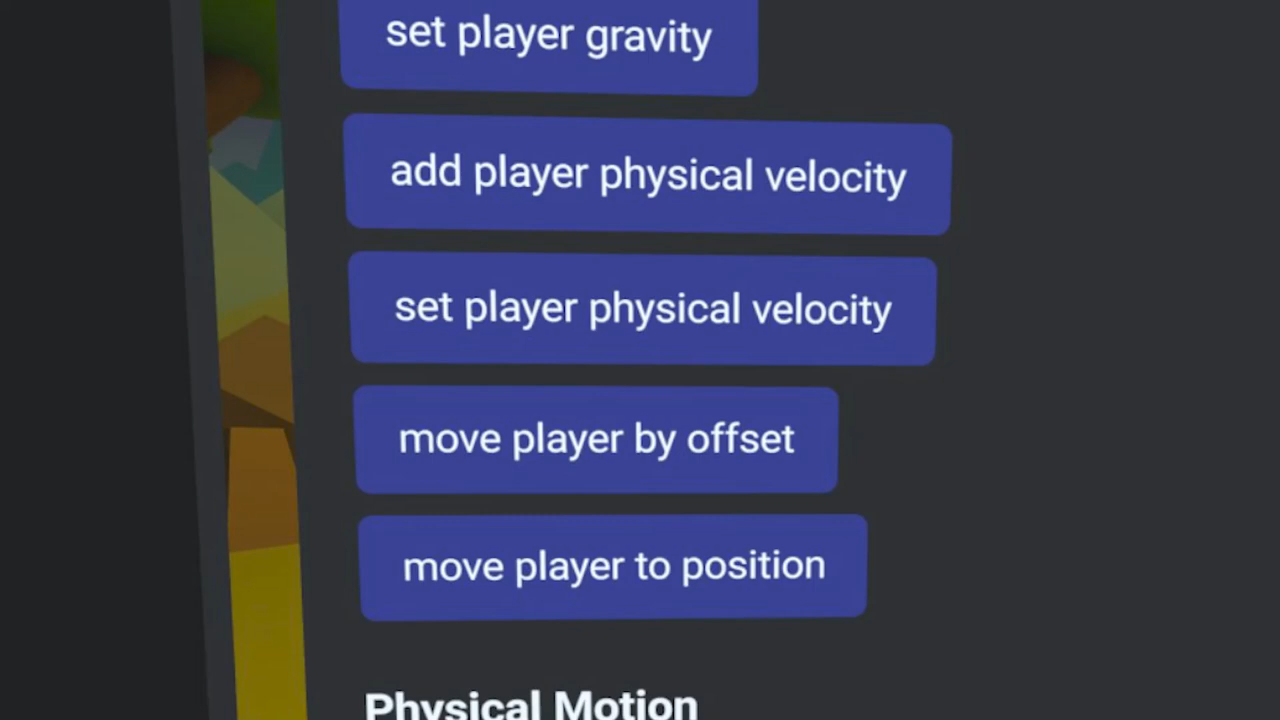 set player gravity
add player physical velocity
set player physical velocity
move player by offset
move player to position
Physical Motion